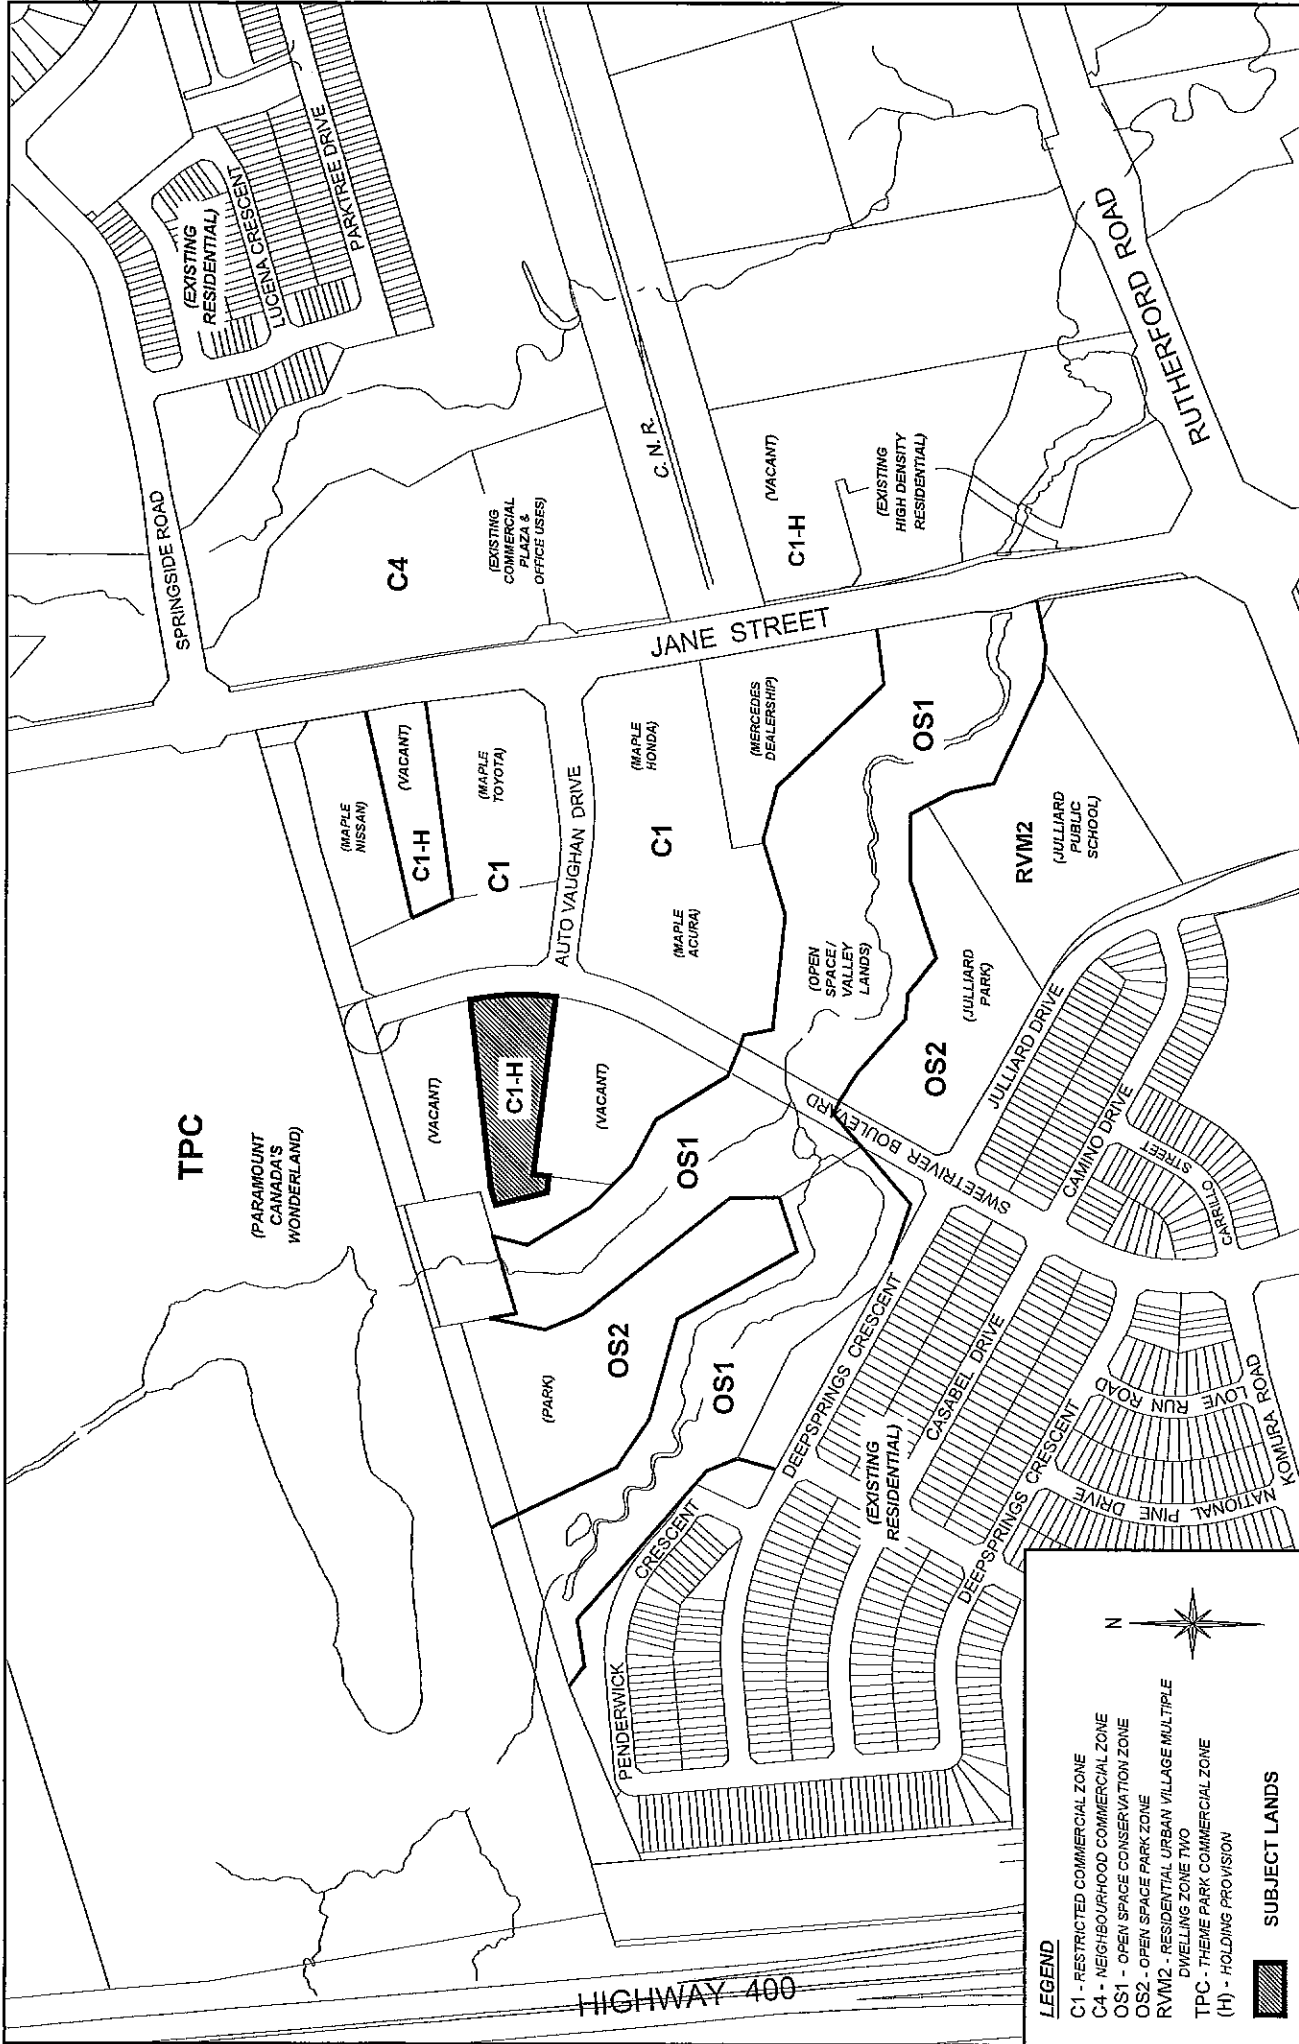 SPRINGSIDE ROAD
(EXISTING
RESIDENTIAL)
LUCENA CRESCENT
PARKTREE DRIVE
C4
(EXISTING
COMMERCIAL
PLAZA &
OFFICE USES)
C. N. R.
(VACANT)
C1-H
(EXISTING
HIGH DENSITY
RESIDENTIAL)
RUTHERFORD ROAD
JANE STREET
TPC
(PARAMOUNT
CANADA'S
WONDERLAND)
(MAPLE
NISSAN)
(VACANT)
C1-H
(MAPLE
TOYOTA)
C1
AUTO VAUGHAN DRIVE
(MAPLE
HONDA)
C1
(MAPLE
ACURA)
(MERCEDES
DEALERSHIP)
OS1
(VACANT)
C1-H
(VACANT)
OS1
(OPEN
SPACE/
VALLEY
LANDS)
RVM2
(JULLIARD
PUBLIC
SCHOOL)
(JULLIARD
PARK)
OS2
SWEETRIVER BOULEVARD
JULLIARD DRIVE
CAMINO DRIVE
CARRILLO
STREET
(PARK)
OS2
OS1
DEEPSPRINGS CRESCENT
CASABEL DRIVE
(EXISTING
RESIDENTIAL)
DEEPSPRINGS CRESCENT
LOVE RUN ROAD
NATIONAL PINE DRIVE
KOMURA ROAD
PENDERWICK
CRESCENT
HIGHWAY 400
LEGEND
C1 - RESTRICTED COMMERCIAL ZONE
C4 - NEIGHBOURHOOD COMMERCIAL ZONE
OS1 - OPEN SPACE CONSERVATION ZONE
OS2 - OPEN SPACE PARK ZONE
RVM2 - RESIDENTIAL URBAN VILLAGE MULTIPLE
DWELLING ZONE TWO
TPC - THEME PARK COMMERCIAL ZONE
(H) - HOLDING PROVISION
SUBJECT LANDS
N